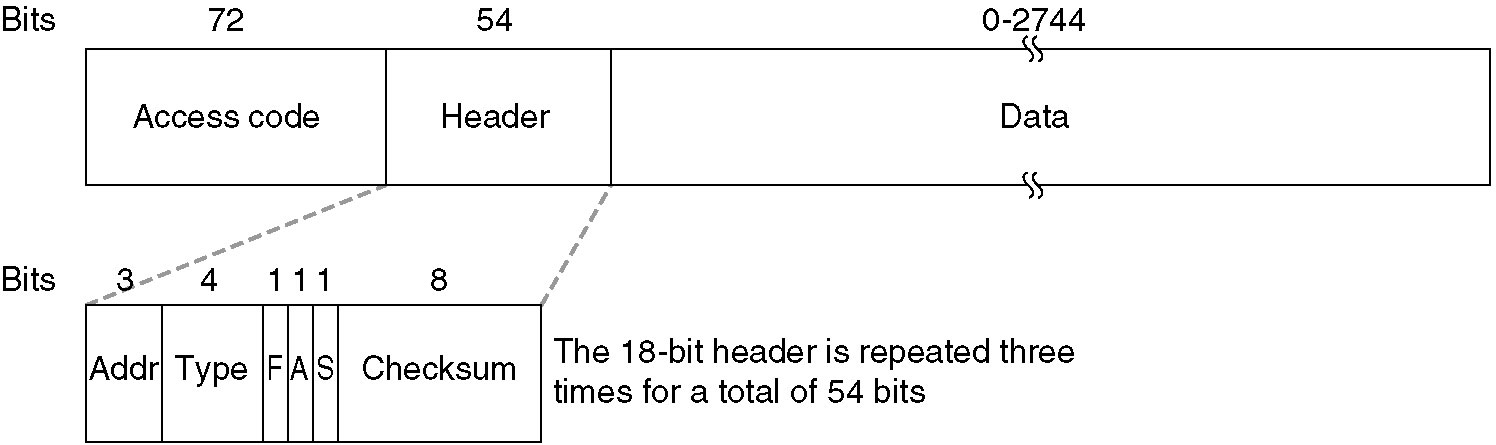 Bits 72 54 0-2744
Access code Header Data
Bits 3 4 1 1 1 8
Addr Type F A S Checksum
The 18-bit header is repeated three
times for a total of 54 bits